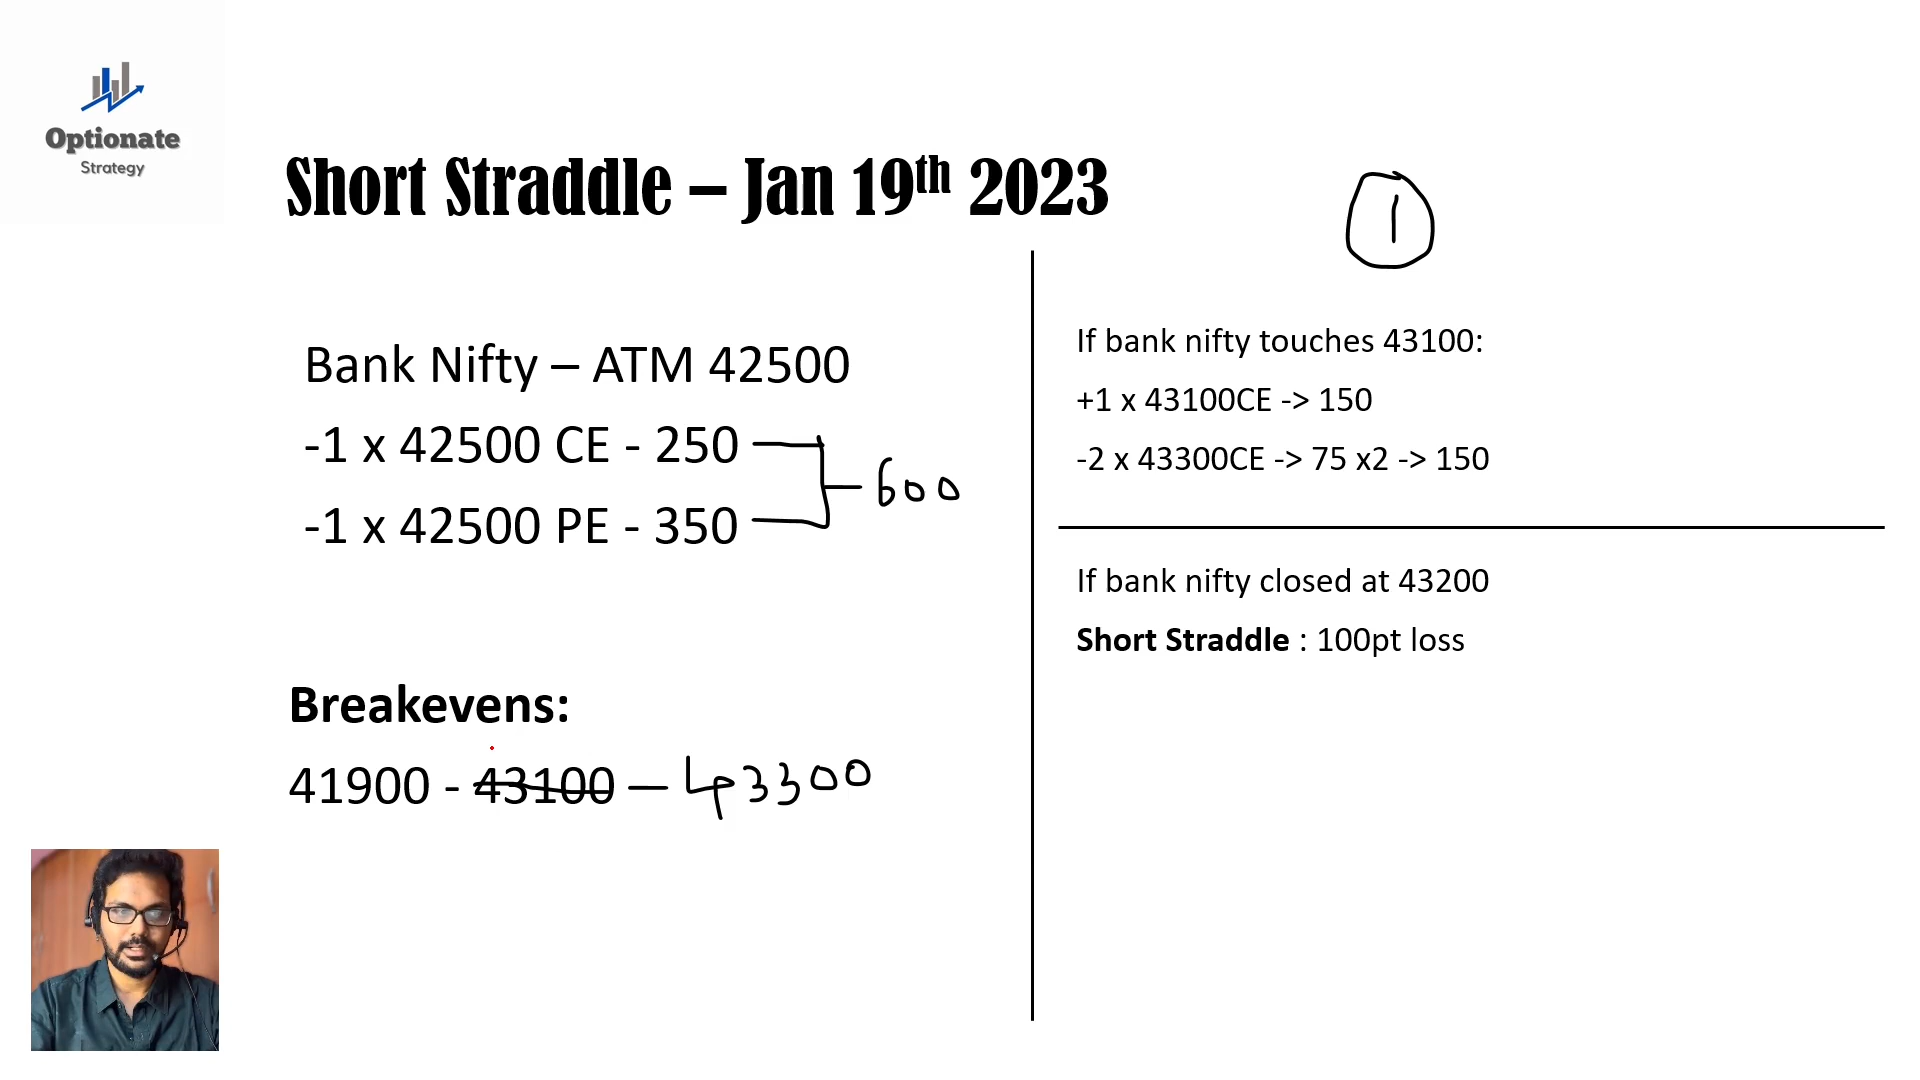 Optionate
Strategy
Short Straddle – Jan 19th 2023
1
Bank Nifty – ATM 42500
-1 x 42500 CE - 250
-1 x 42500 PE - 350
600
Breakevens:
41900 - 43100 – 43300
If bank nifty touches 43100:
+1 x 43100CE -> 150
-2 x 43300CE -> 75 x2 -> 150
If bank nifty closed at 43200
Short Straddle : 100pt loss